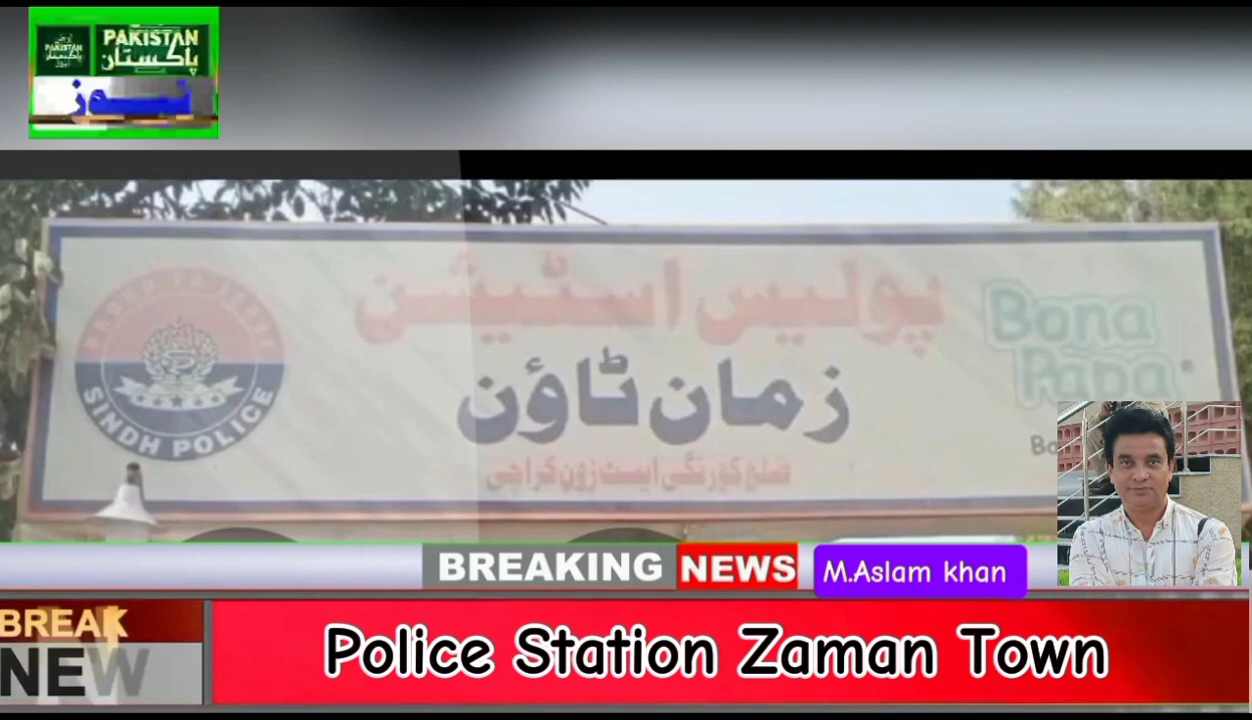 PAKISTAN
پاکستان
PAKISTAN
نیوز
پولیس اسٹیشن
زمان ٹاؤن
ضلع کورنگی ایسٹ زون کراچی
SINDH POLICE
Bona
Papa
BREAKING NEWS
M.Aslam khan
BREAK
NEW
Police Station Zaman Town